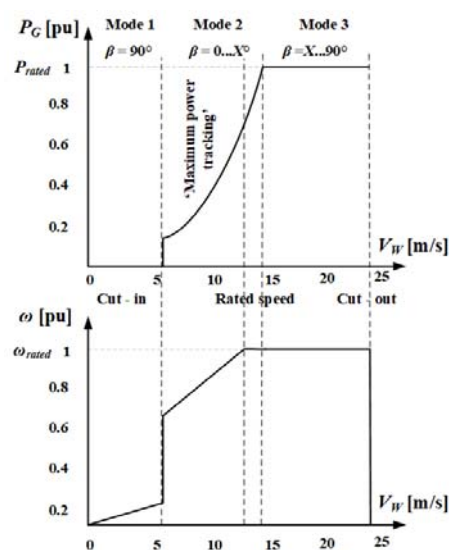 P_G [pu] Mode 1 Mode 2 Mode 3
β = 90° β = 0...X° β =X...90°
P_rated 1
0.8
0.6
0.4
0.2
'Maximum power
tracking'
V_W [m/s]
0 5 10 15 20 25
Cut - in Rated speed Cut - out
ω [pu]
ω_rated 1
0.8
0.6
0.4
0.2
V_W [m/s]
0 5 10 15 20 25